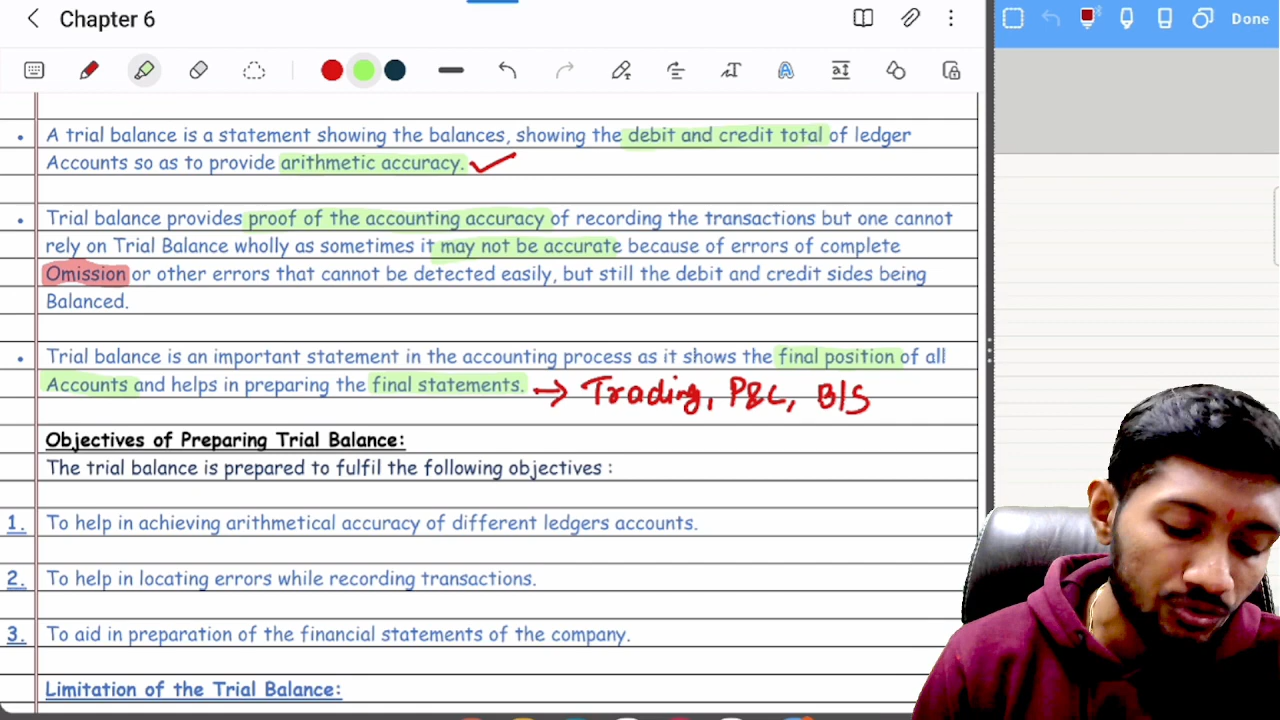 Chapter 6
Done
A trial balance is a statement showing the balances, showing the debit and credit total of ledger
Accounts so as to provide arithmetic accuracy.
Trial balance provides proof of the accounting accuracy of recording the transactions but one cannot
rely on Trial Balance wholly as sometimes it may not be accurate because of errors of complete
Omission or other errors that cannot be detected easily, but still the debit and credit sides being
Balanced.
Trial balance is an important statement in the accounting process as it shows the final position of all
Accounts and helps in preparing the final statements. → Trading, P&L, B/S
Objectives of Preparing Trial Balance:
The trial balance is prepared to fulfil the following objectives :
1. To help in achieving arithmetical accuracy of different ledgers accounts.
2. To help in locating errors while recording transactions.
3. To aid in preparation of the financial statements of the company.
Limitation of the Trial Balance: